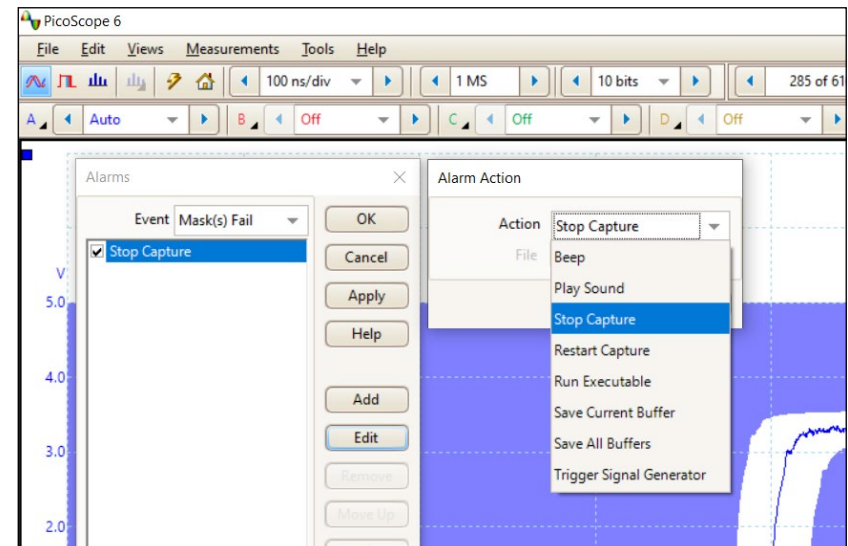 PicoScope 6
File Edit Views Measurements Tools Help
100 ns/div 1 MS 10 bits 285 of 61
A Auto B Off C Off D Off
Alarms
Event Mask(s) Fail
Stop Capture
OK
Cancel
Apply
Help
Add
Edit
Remove
Move Up
Alarm Action
Action Stop Capture
File
Beep
Play Sound
Stop Capture
Restart Capture
Run Executable
Save Current Buffer
Save All Buffers
Trigger Signal Generator
V
5.0
4.0
3.0
2.0